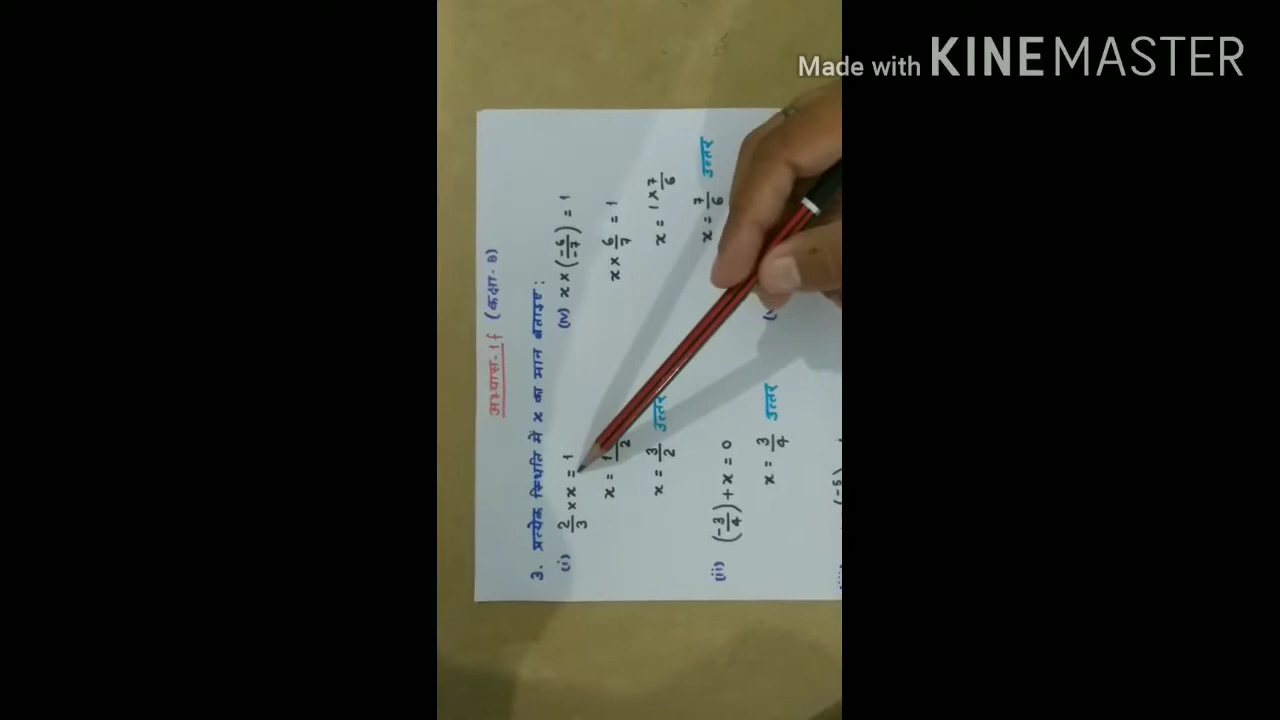 Made with KINEMASTER
अभ्यास-1f (कक्षा-8)
3. प्रत्येक स्थिति में x का मान बताइए:
(i) 2/3 × x = 1
x = 1 2
x = 3/2 उत्तर
(ii) (-3/4) + x = 0
x = 3/4 उत्तर
(iv) x × (-6/-7) = 1
x × 6/7 = 1
x = 1 × 7/6
x = 7/6 उत्तर